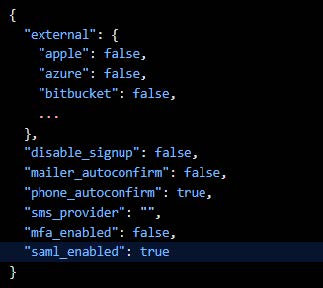 {
  "external": {
    "apple": false,
    "azure": false,
    "bitbucket": false,
    ...
  },
  "disable_signup": false,
  "mailer_autoconfirm": false,
  "phone_autoconfirm": true,
  "sms_provider": "",
  "mfa_enabled": false,
  "saml_enabled": true
}